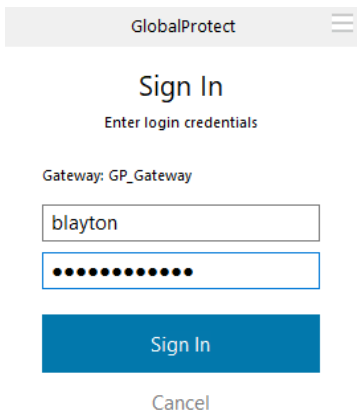 GlobalProtect
Sign In
Enter login credentials
Gateway: GP_Gateway
blayton
●●●●●●●●●●●●
Sign In
Cancel